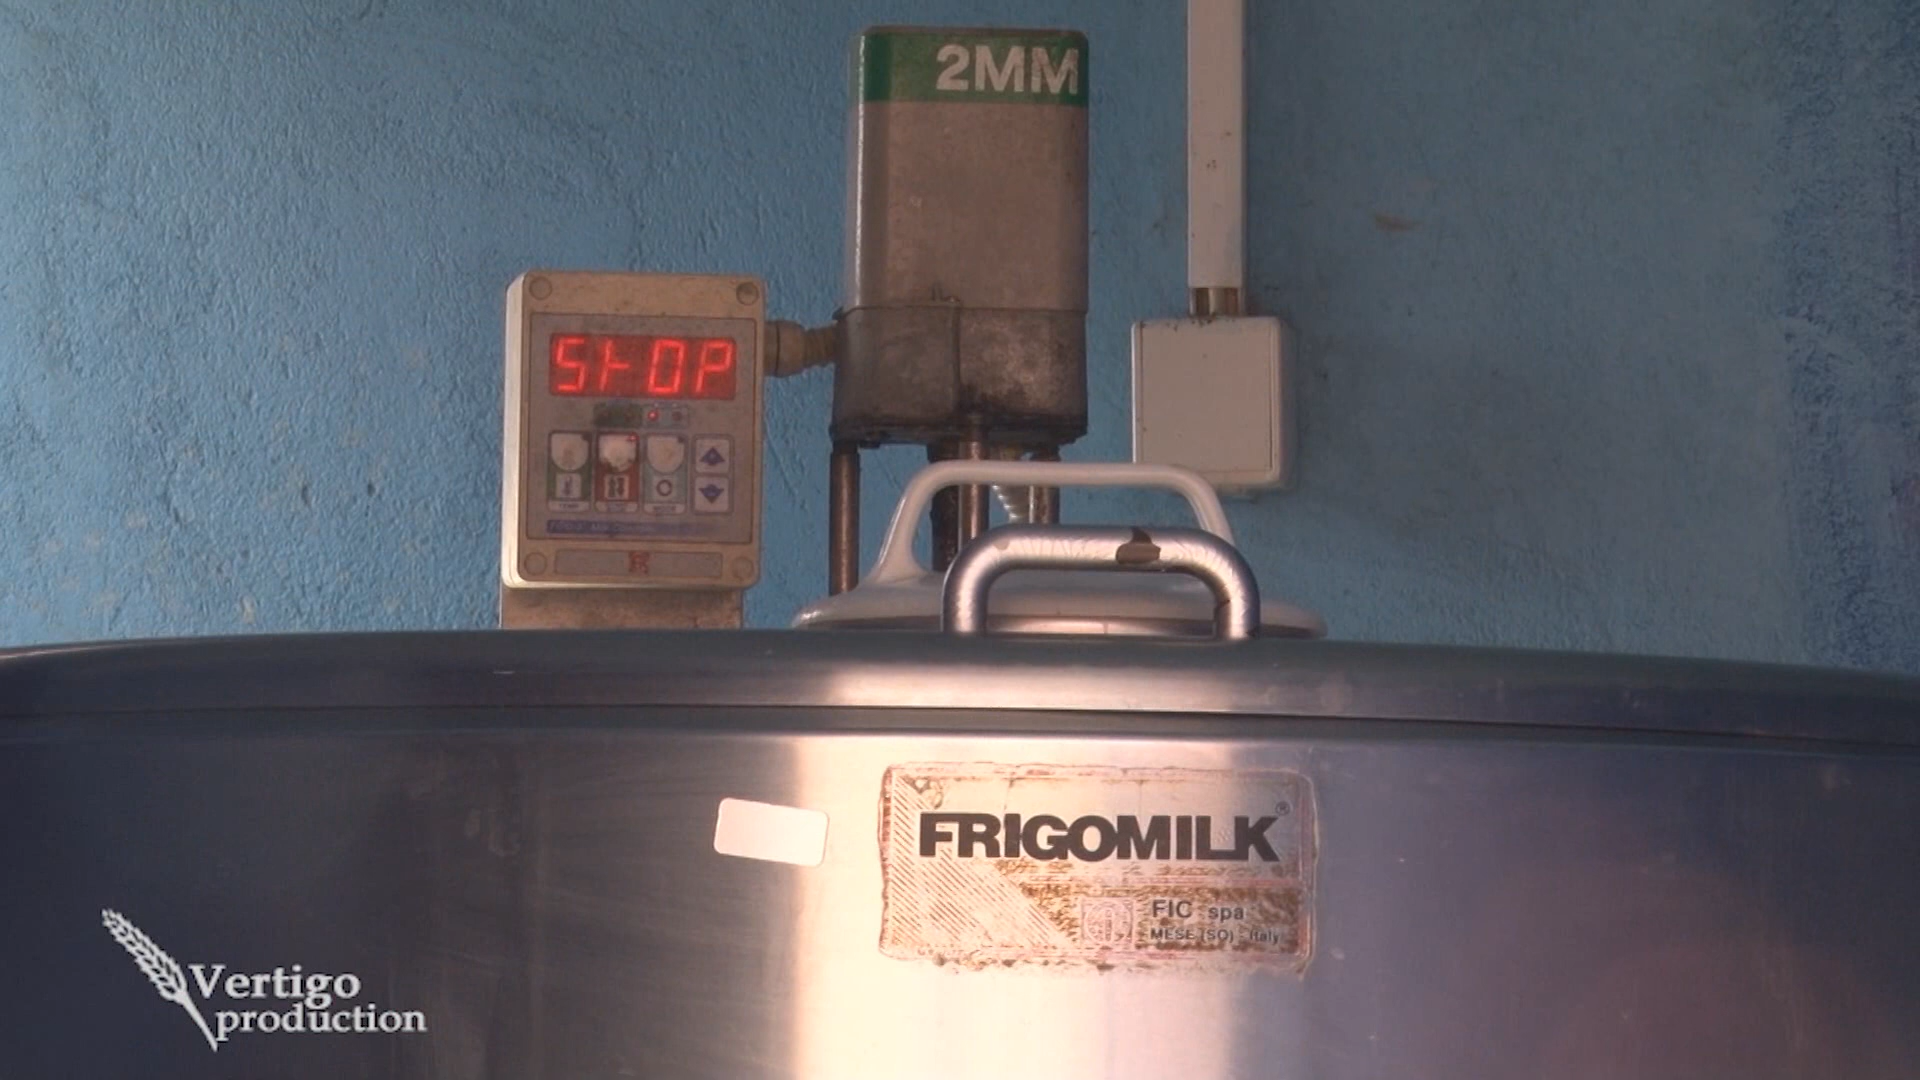 2MM
StOP
FRIGOMILK®
FIC spa
MESE (SO) - Italy
Vertigo
production